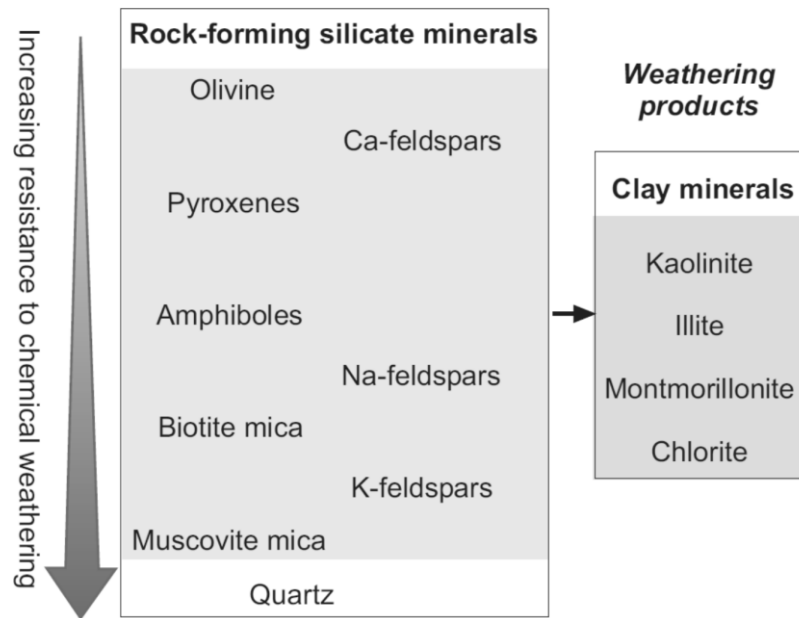 Increasing resistance to chemical weathering
Rock-forming silicate minerals
Olivine
Ca-feldspars
Pyroxenes
Amphiboles
Na-feldspars
Biotite mica
K-feldspars
Muscovite mica
Quartz
Weathering
products
Clay minerals
Kaolinite
Illite
Montmorillonite
Chlorite